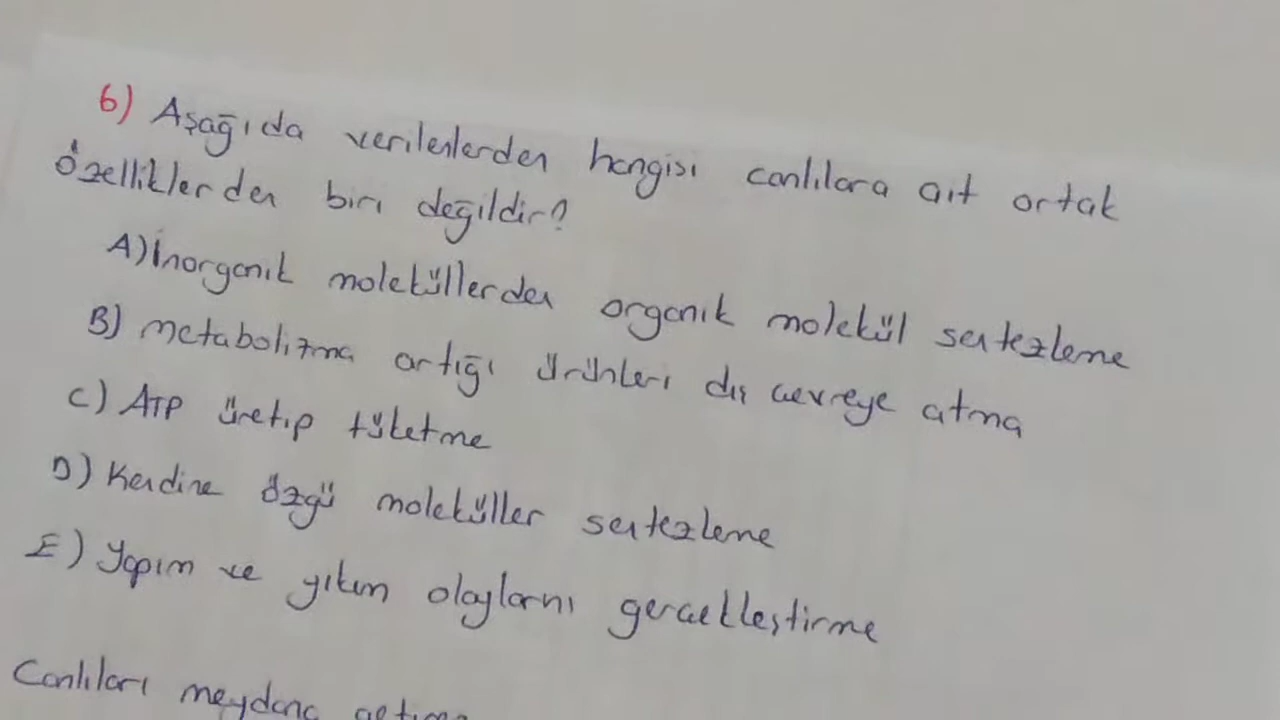 6) Aşağıda verilenlerden hangisi canlılara ait ortak
özelliklerden biri değildir?
A) İnorganik moleküllerden organik molekül sentezleme
B) metabolizma artığı ürünleri dış çevreye atma
C) ATP üretip tüketme
D) Kendine özgü moleküller sentezleme
E) Yapım ve yıkım olaylarnı gerçekleştirme
Canlıları meydana